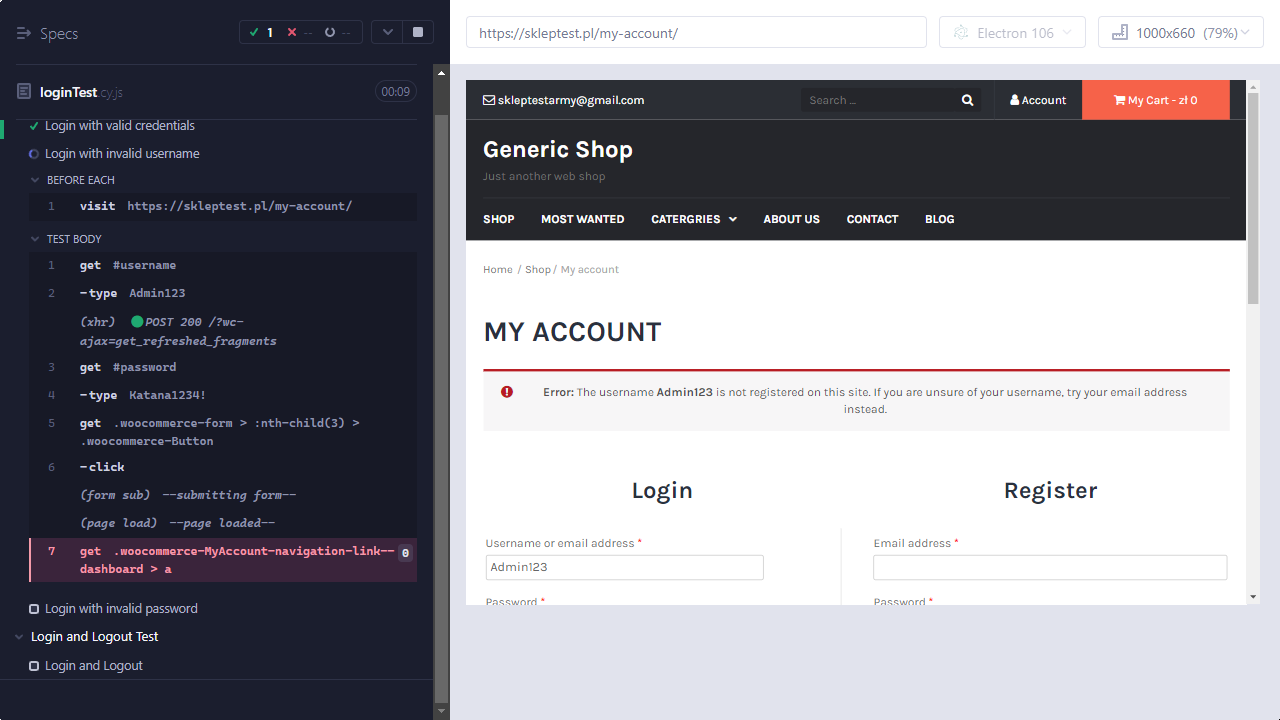 Specs
1
--
--
loginTest.cy.js
00:09
Login with valid credentials
Login with invalid username
BEFORE EACH
1 visit https://skleptest.pl/my-account/
TEST BODY
1 get #username
2 -type Admin123
(xhr) POST 200 /?wc-
ajax=get_refreshed_fragments
3 get #password
4 -type Katana1234!
5 get .woocommerce-form > :nth-child(3) >
.woocommerce-Button
6 -click
(form sub) --submitting form--
(page load) --page loaded--
7 get .woocommerce-MyAccount-navigation-link-- 0
dashboard > a
Login with invalid password
Login and Logout Test
Login and Logout
https://skleptest.pl/my-account/
Electron 106
1000x660 (79%)
skleptestarmy@gmail.com
Search …
Account
My Cart - zł 0
Generic Shop
Just another web shop
SHOP MOST WANTED CATERGRIES ABOUT US CONTACT BLOG
Home / Shop / My account
MY ACCOUNT
Error: The username Admin123 is not registered on this site. If you are unsure of your username, try your email address
instead.
Login
Username or email address *
Admin123
Password *
Register
Email address *
Password *